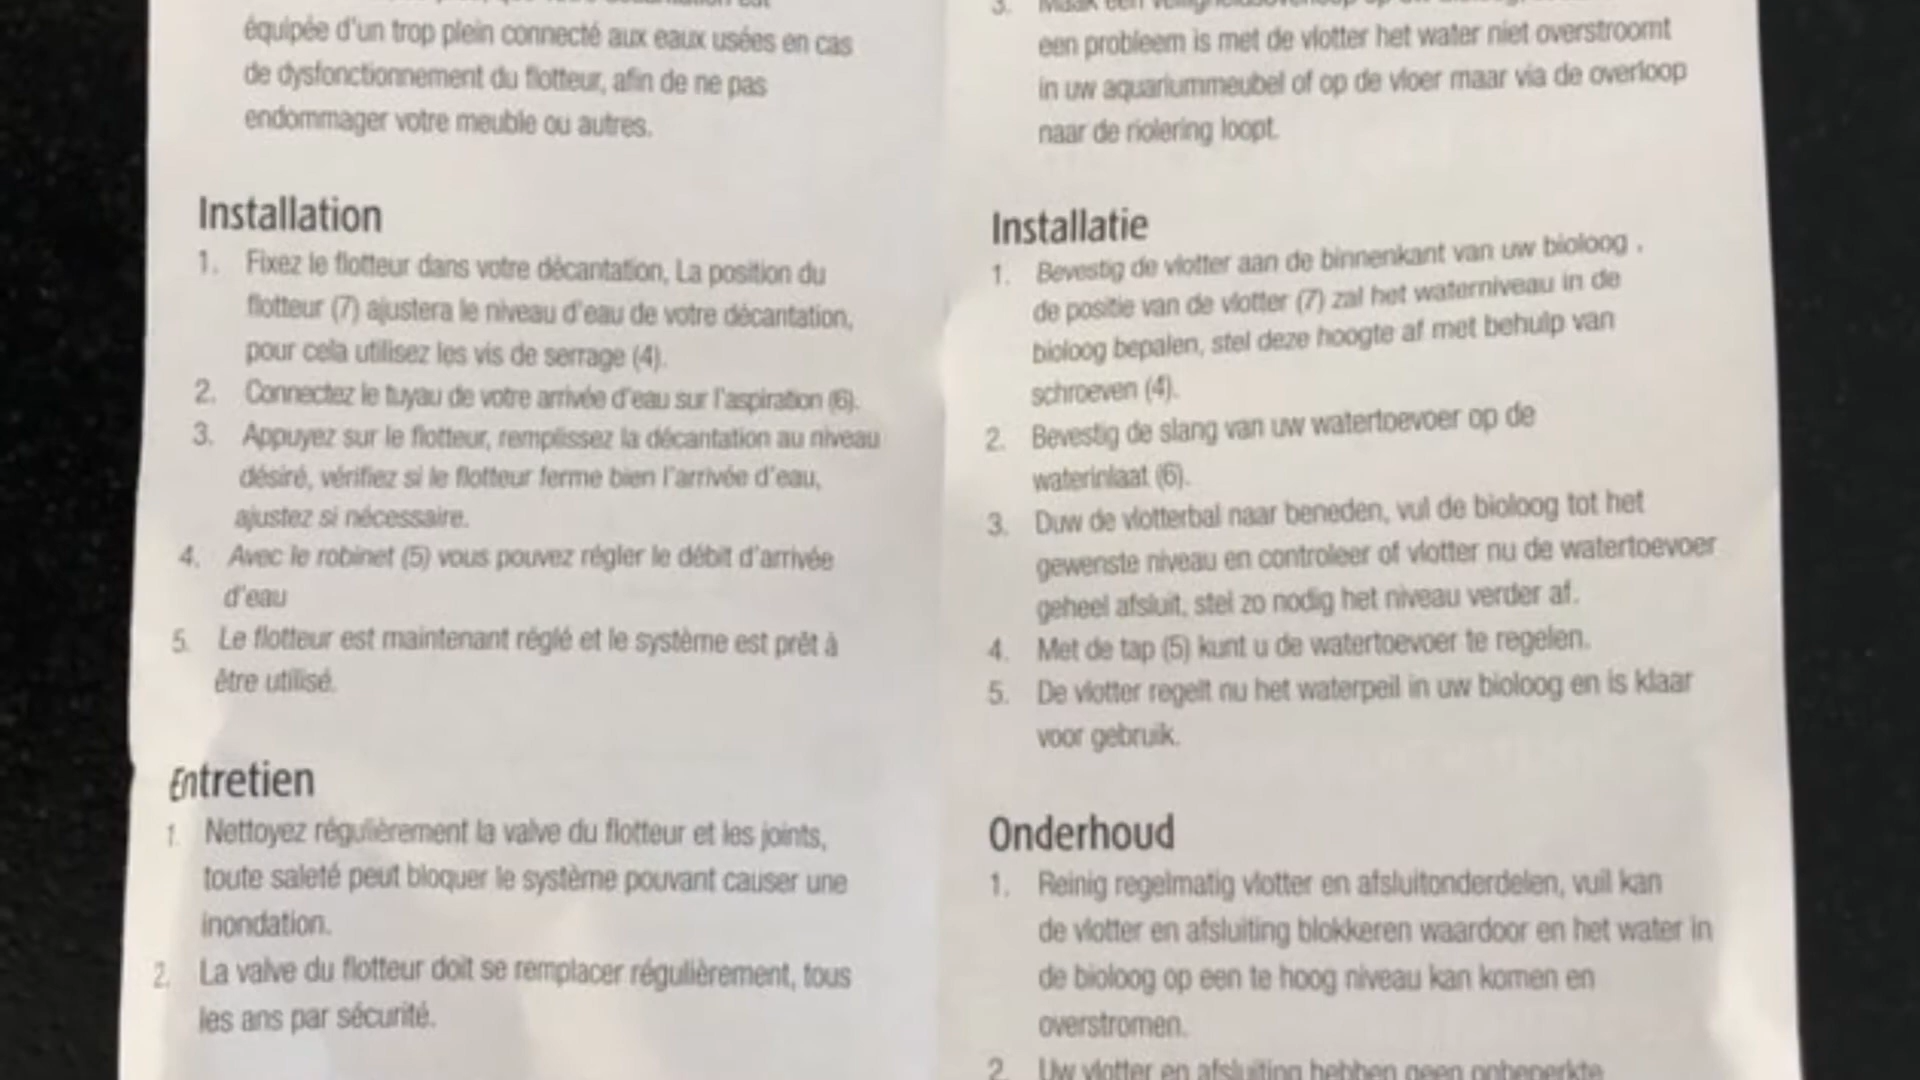 équipée d'un trop plein connecté aux eaux usées en cas
de dysfonctionnement du flotteur, afin de ne pas
endommager votre meuble ou autres.
Installation
1. Fixez le flotteur dans votre décantation, La position du
flotteur (7) ajustera le niveau d'eau de votre décantation,
pour cela utilisez les vis de serrage (4).
2. Connectez le tuyau de votre arrivée d'eau sur l'aspiration (6).
3. Appuyez sur le flotteur, remplissez la décantation au niveau
désiré, vérifiez si le flotteur ferme bien l'arrivée d'eau,
ajustez si nécessaire.
4. Avec le robinet (5) vous pouvez régler le débit d'arrivée
d'eau
5. Le flotteur est maintenant réglé et le système est prêt à
être utilisé.
Entretien
1. Nettoyez régulièrement la valve du flotteur et les joints,
toute saleté peut bloquer le système pouvant causer une
inondation.
2. La valve du flotteur doit se remplacer régulièrement, tous
les ans par sécurité.
3. Maak een
een probleem is met de vlotter het water niet overstroomt
in uw aquariummeubel of op de vloer maar via de overloop
naar de riolering loopt.
Installatie
1. Bevestig de vlotter aan de binnenkant van uw bioloog ,
de positie van de vlotter (7) zal het waterniveau in de
bioloog bepalen, stel deze hoogte af met behulp van
schroeven (4).
2. Bevestig de slang van uw watertoevoer op de
waterinlaat (6).
3. Duw de vlotterbal naar beneden, vul de bioloog tot het
gewenste niveau en controleer of vlotter nu de watertoevoer
geheel afsluit, stel zo nodig het niveau verder af.
4. Met de tap (5) kunt u de watertoevoer te regelen.
5. De vlotter regelt nu het waterpeil in uw bioloog en is klaar
voor gebruik.
Onderhoud
1. Reinig regelmatig vlotter en afsluitonderdelen, vuil kan
de vlotter en afsluiting blokkeren waardoor en het water in
de bioloog op een te hoog niveau kan komen en
overstromen.
2. Uw vlotter en afsluiting hebben geen onbeperkte